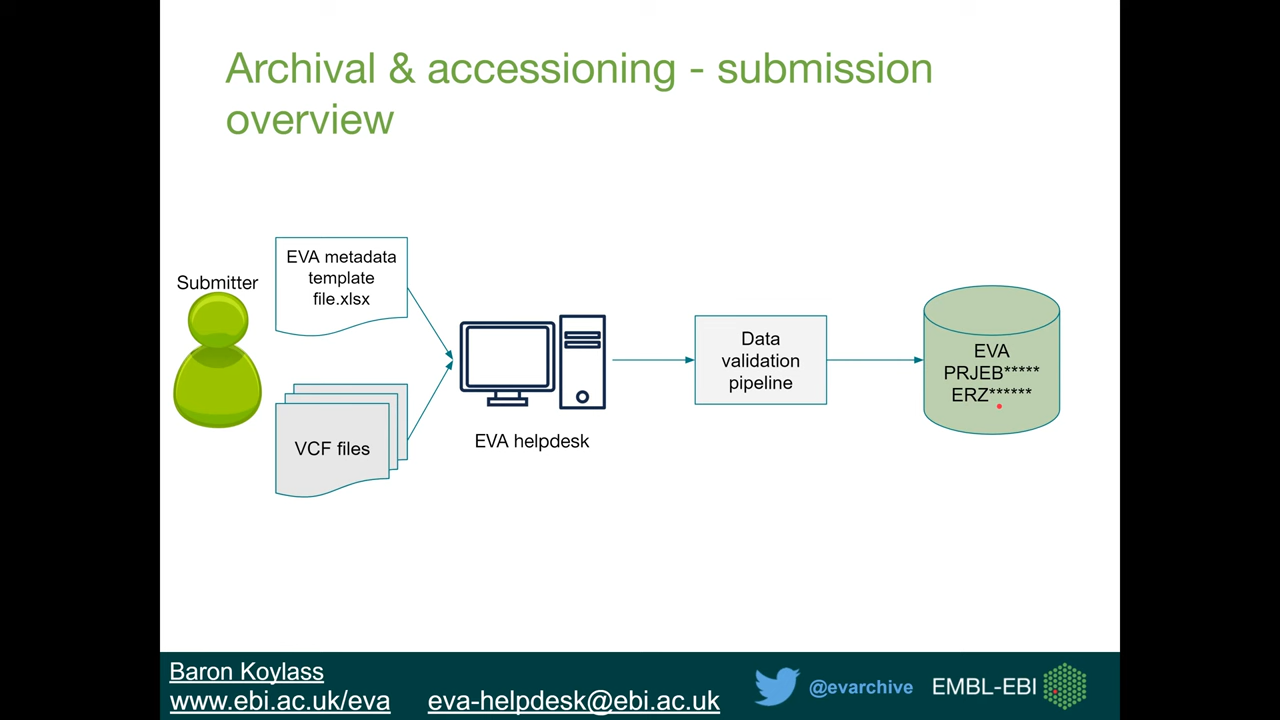 Archival & accessioning - submission
overview
Submitter
EVA metadata
template
file.xlsx
VCF files
EVA helpdesk
Data
validation
pipeline
EVA
PRJEB*****
ERZ******
Baron Koylass
www.ebi.ac.uk/eva
eva-helpdesk@ebi.ac.uk
@evarchive
EMBL-EBI